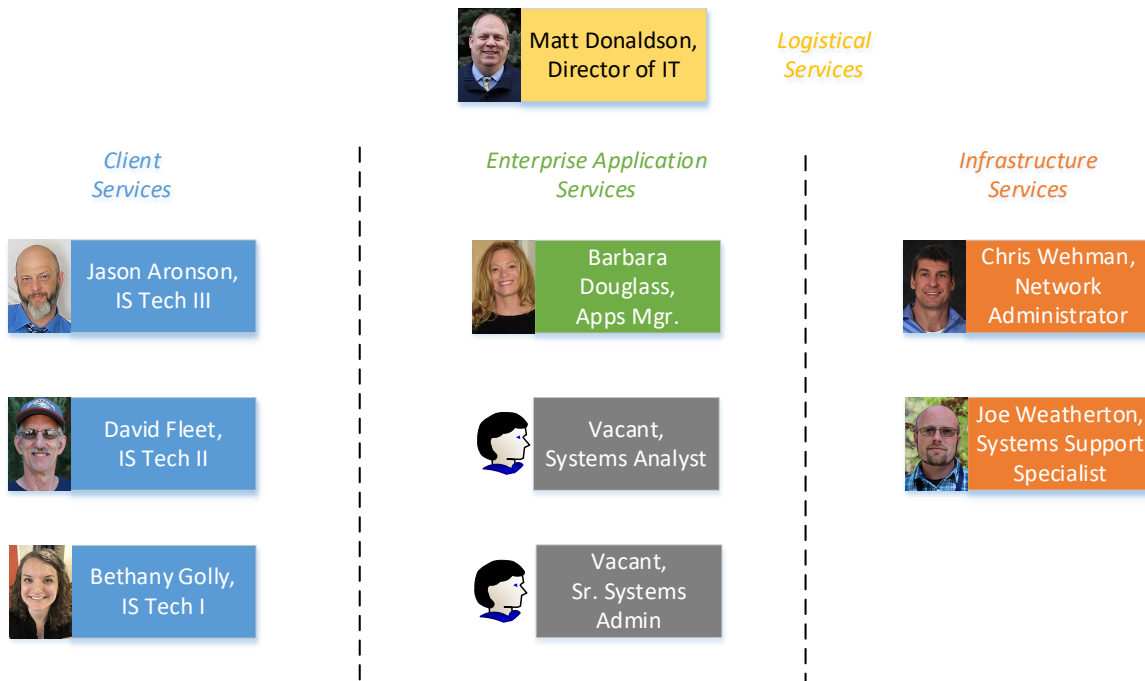 Matt Donaldson,
Director of IT
Logistical
Services
Client
Services
Enterprise Application
Services
Infrastructure
Services
Jason Aronson,
IS Tech III
Barbara
Douglass,
Apps Mgr.
Chris Wehman,
Network
Administrator
David Fleet,
IS Tech II
Vacant,
Systems Analyst
Joe Weatherton,
Systems Support
Specialist
Bethany Golly,
IS Tech I
Vacant,
Sr. Systems
Admin